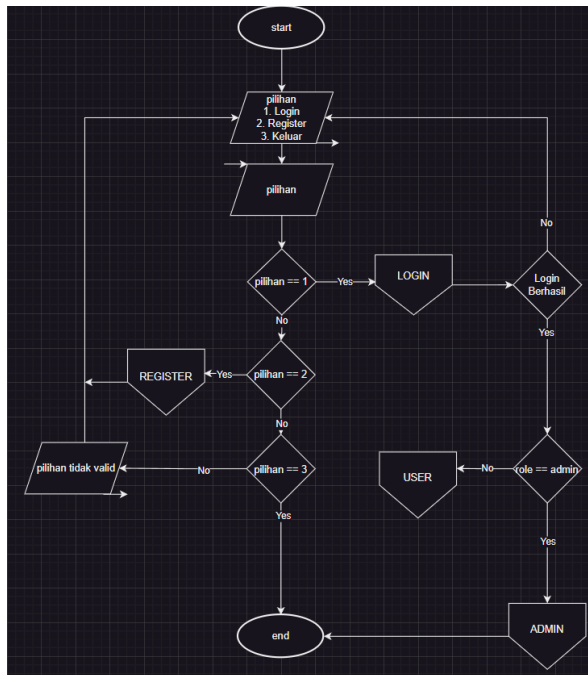 start
pilihan
1. Login
2. Register
3. Keluar
pilihan
pilihan == 1
Yes
LOGIN
Login
Berhasil
No
Yes
No
pilihan == 2
Yes
REGISTER
No
pilihan == 3
No
pilihan tidak valid
Yes
role == admin
No
USER
Yes
ADMIN
end